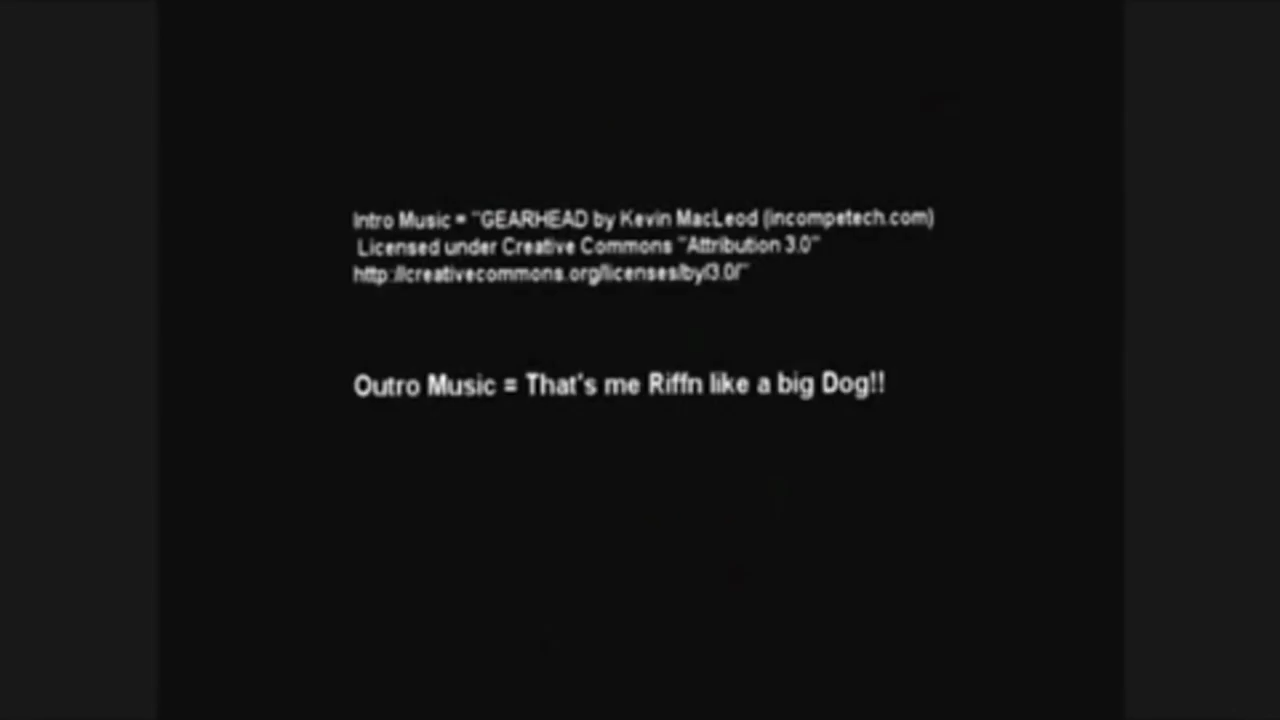 Intro Music = "GEARHEAD by Kevin MacLeod (incompetech.com)
Licensed under Creative Commons "Attribution 3.0"
http://creativecommons.org/licenses/by/3.0/"
Outro Music = That's me Riffn like a big Dog!!